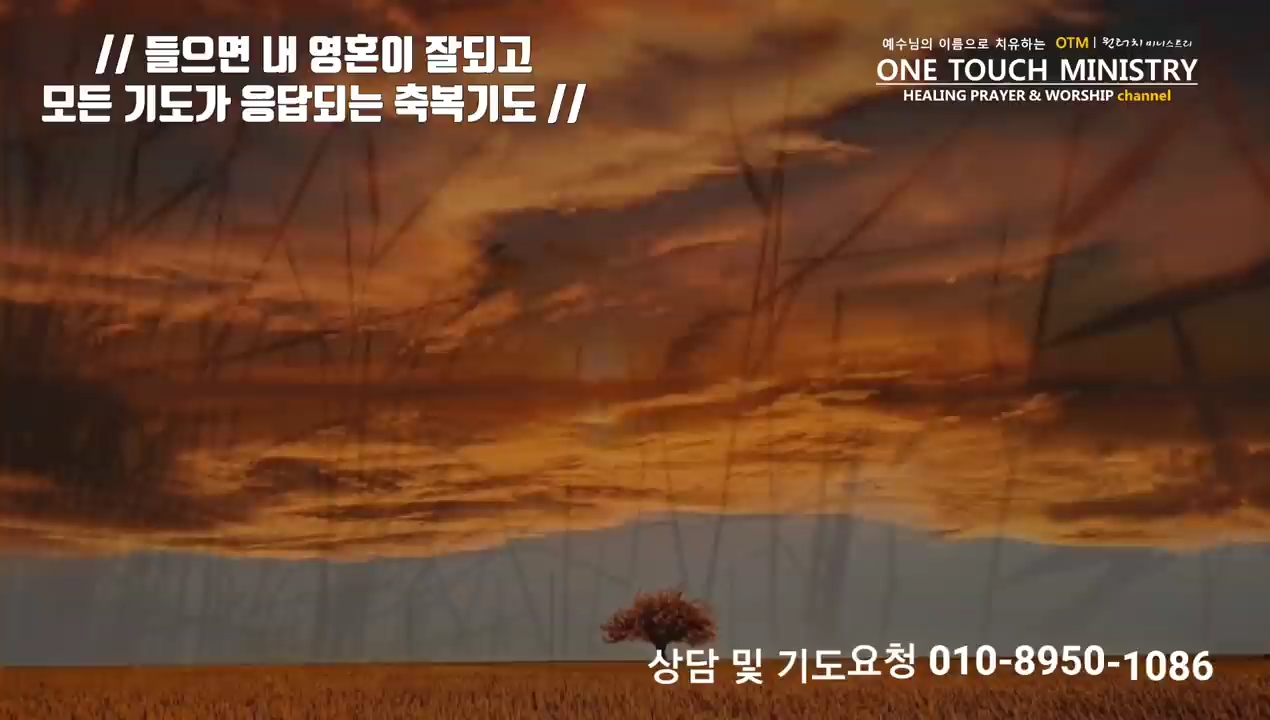 // 들으면 내 영혼이 잘되고
모든 기도가 응답되는 축복기도 //
예수님의 이름으로 치유하는 OTM | 원터치 미니스트리
ONE TOUCH MINISTRY
HEALING PRAYER & WORSHIP channel
상담 및 기도요청 010-8950-1086